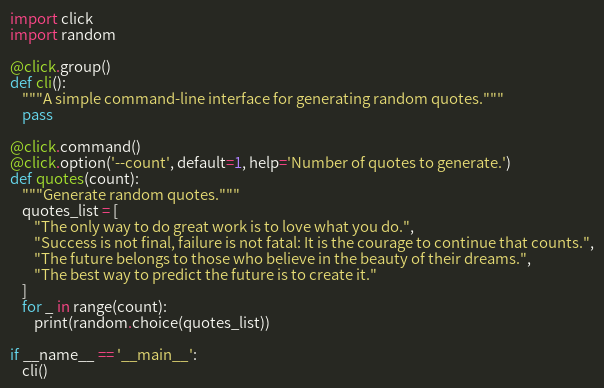 import click
import random

@click.group()
def cli():
    """A simple command-line interface for generating random quotes."""
    pass

@click.command()
@click.option('--count', default=1, help='Number of quotes to generate.')
def quotes(count):
    """Generate random quotes."""
    quotes_list = [
        "The only way to do great work is to love what you do.",
        "Success is not final, failure is not fatal: It is the courage to continue that counts.",
        "The future belongs to those who believe in the beauty of their dreams.",
        "The best way to predict the future is to create it."
    ]
    for _ in range(count):
        print(random.choice(quotes_list))

if __name__ == '__main__':
    cli()